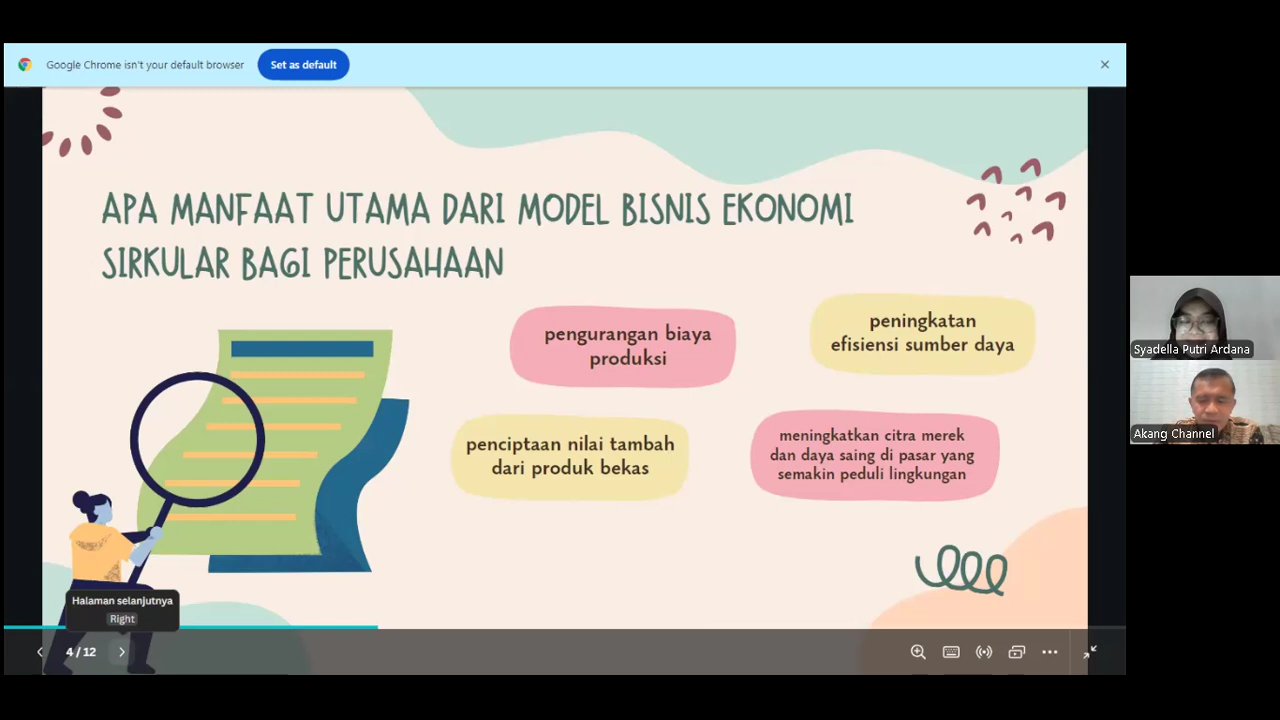 Google Chrome isn't your default browser
Set as default
APA MANFAAT UTAMA DARI MODEL BISNIS EKONOMI
SIRKULAR BAGI PERUSAHAAN
pengurangan biaya
produksi
peningkatan
efisiensi sumber daya
penciptaan nilai tambah
dari produk bekas
meningkatkan citra merek
dan daya saing di pasar yang
semakin peduli lingkungan
Syadella Putri Ardana
Akang Channel
Halaman selanjutnya
Right
4 / 12